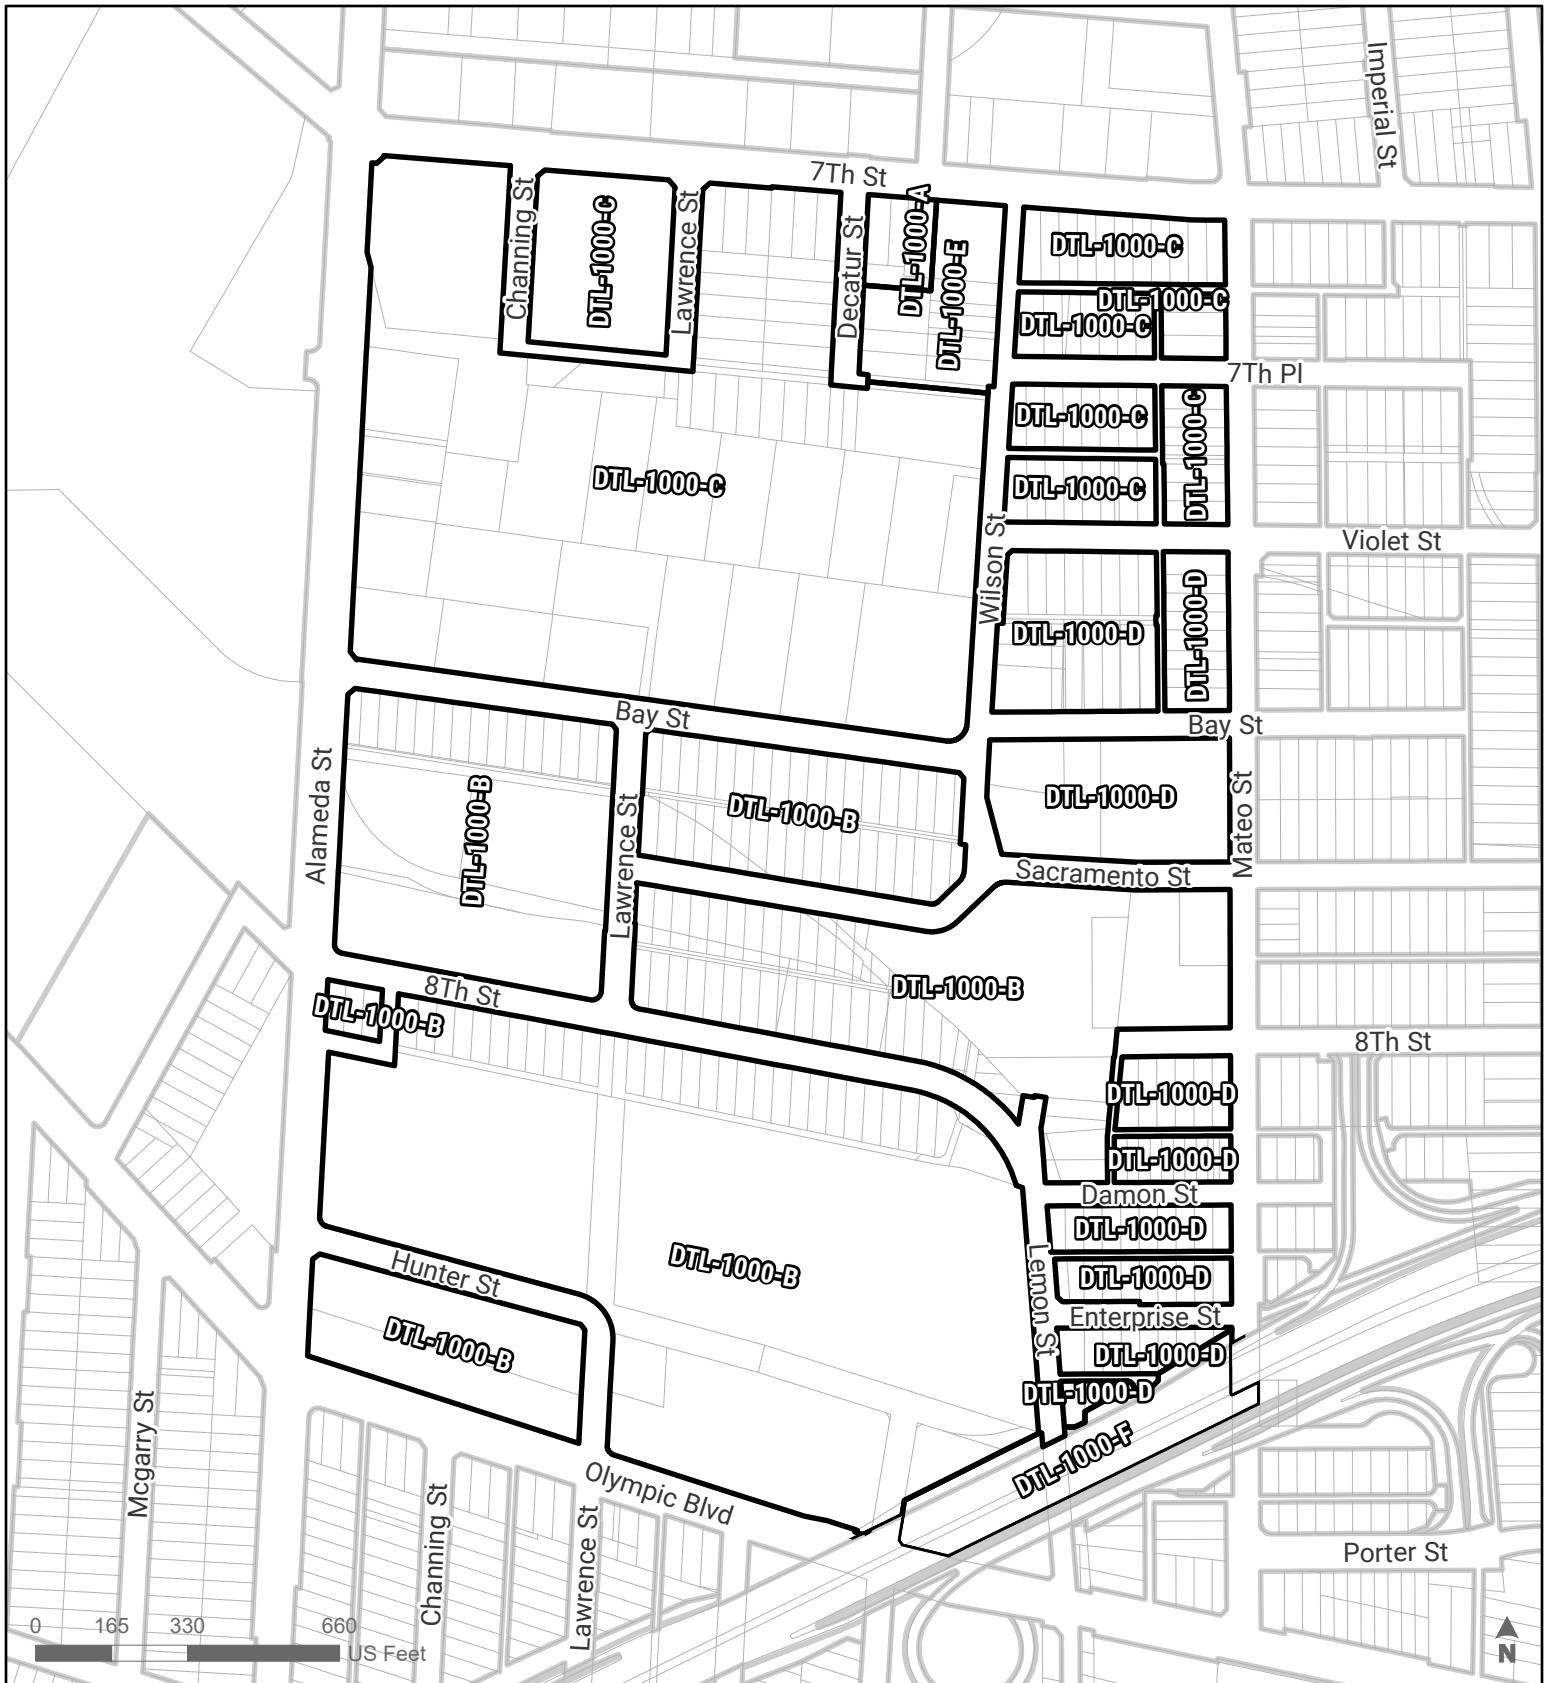 Imperial St
7Th St
Channing St
DTL-1000-C
Lawrence St
Decatur St
DTL-1000-A
DTL-1000-E
DTL-1000-C
DTL-1000-C
DTL-1000-C
7Th Pl
DTL-1000-C
DTL-1000-C
DTL-1000-C
DTL-1000-C
Wilson St
Violet St
DTL-1000-D
DTL-1000-D
Bay St
Bay St
Alameda St
DTL-1000-B
Lawrence St
DTL-1000-B
DTL-1000-D
Mateo St
Sacramento St
8Th St
DTL-1000-B
DTL-1000-B
8Th St
DTL-1000-D
DTL-1000-D
Damon St
DTL-1000-D
Hunter St
DTL-1000-B
Lemon St
DTL-1000-D
Enterprise St
DTL-1000-B
DTL-1000-D
DTL-1000-D
Mcgarry St
DTL-1000-F
Olympic Blvd
Channing St
Lawrence St
Porter St
0 165 330 660
US Feet
N